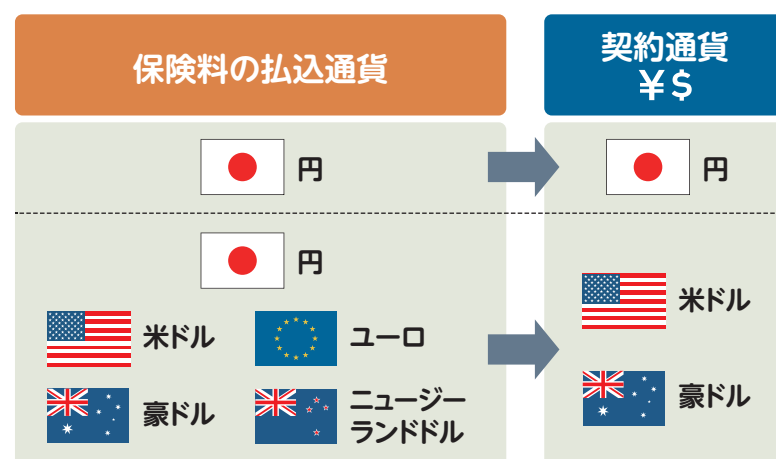 保険料の払込通貨
契約通貨
¥$
円
円
円
米ドル
ユーロ
豪ドル
ニュージー
ランドドル
米ドル
豪ドル